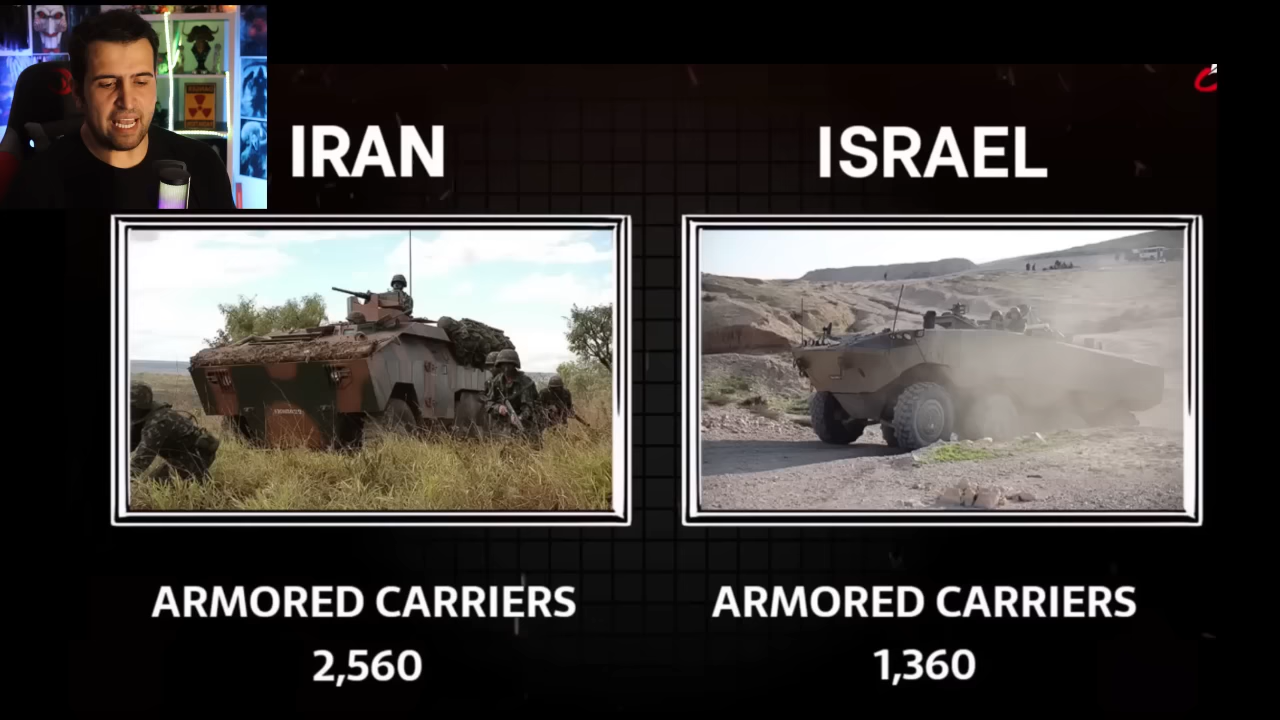 IRAN
ISRAEL
ARMORED CARRIERS
2,560
ARMORED CARRIERS
1,360